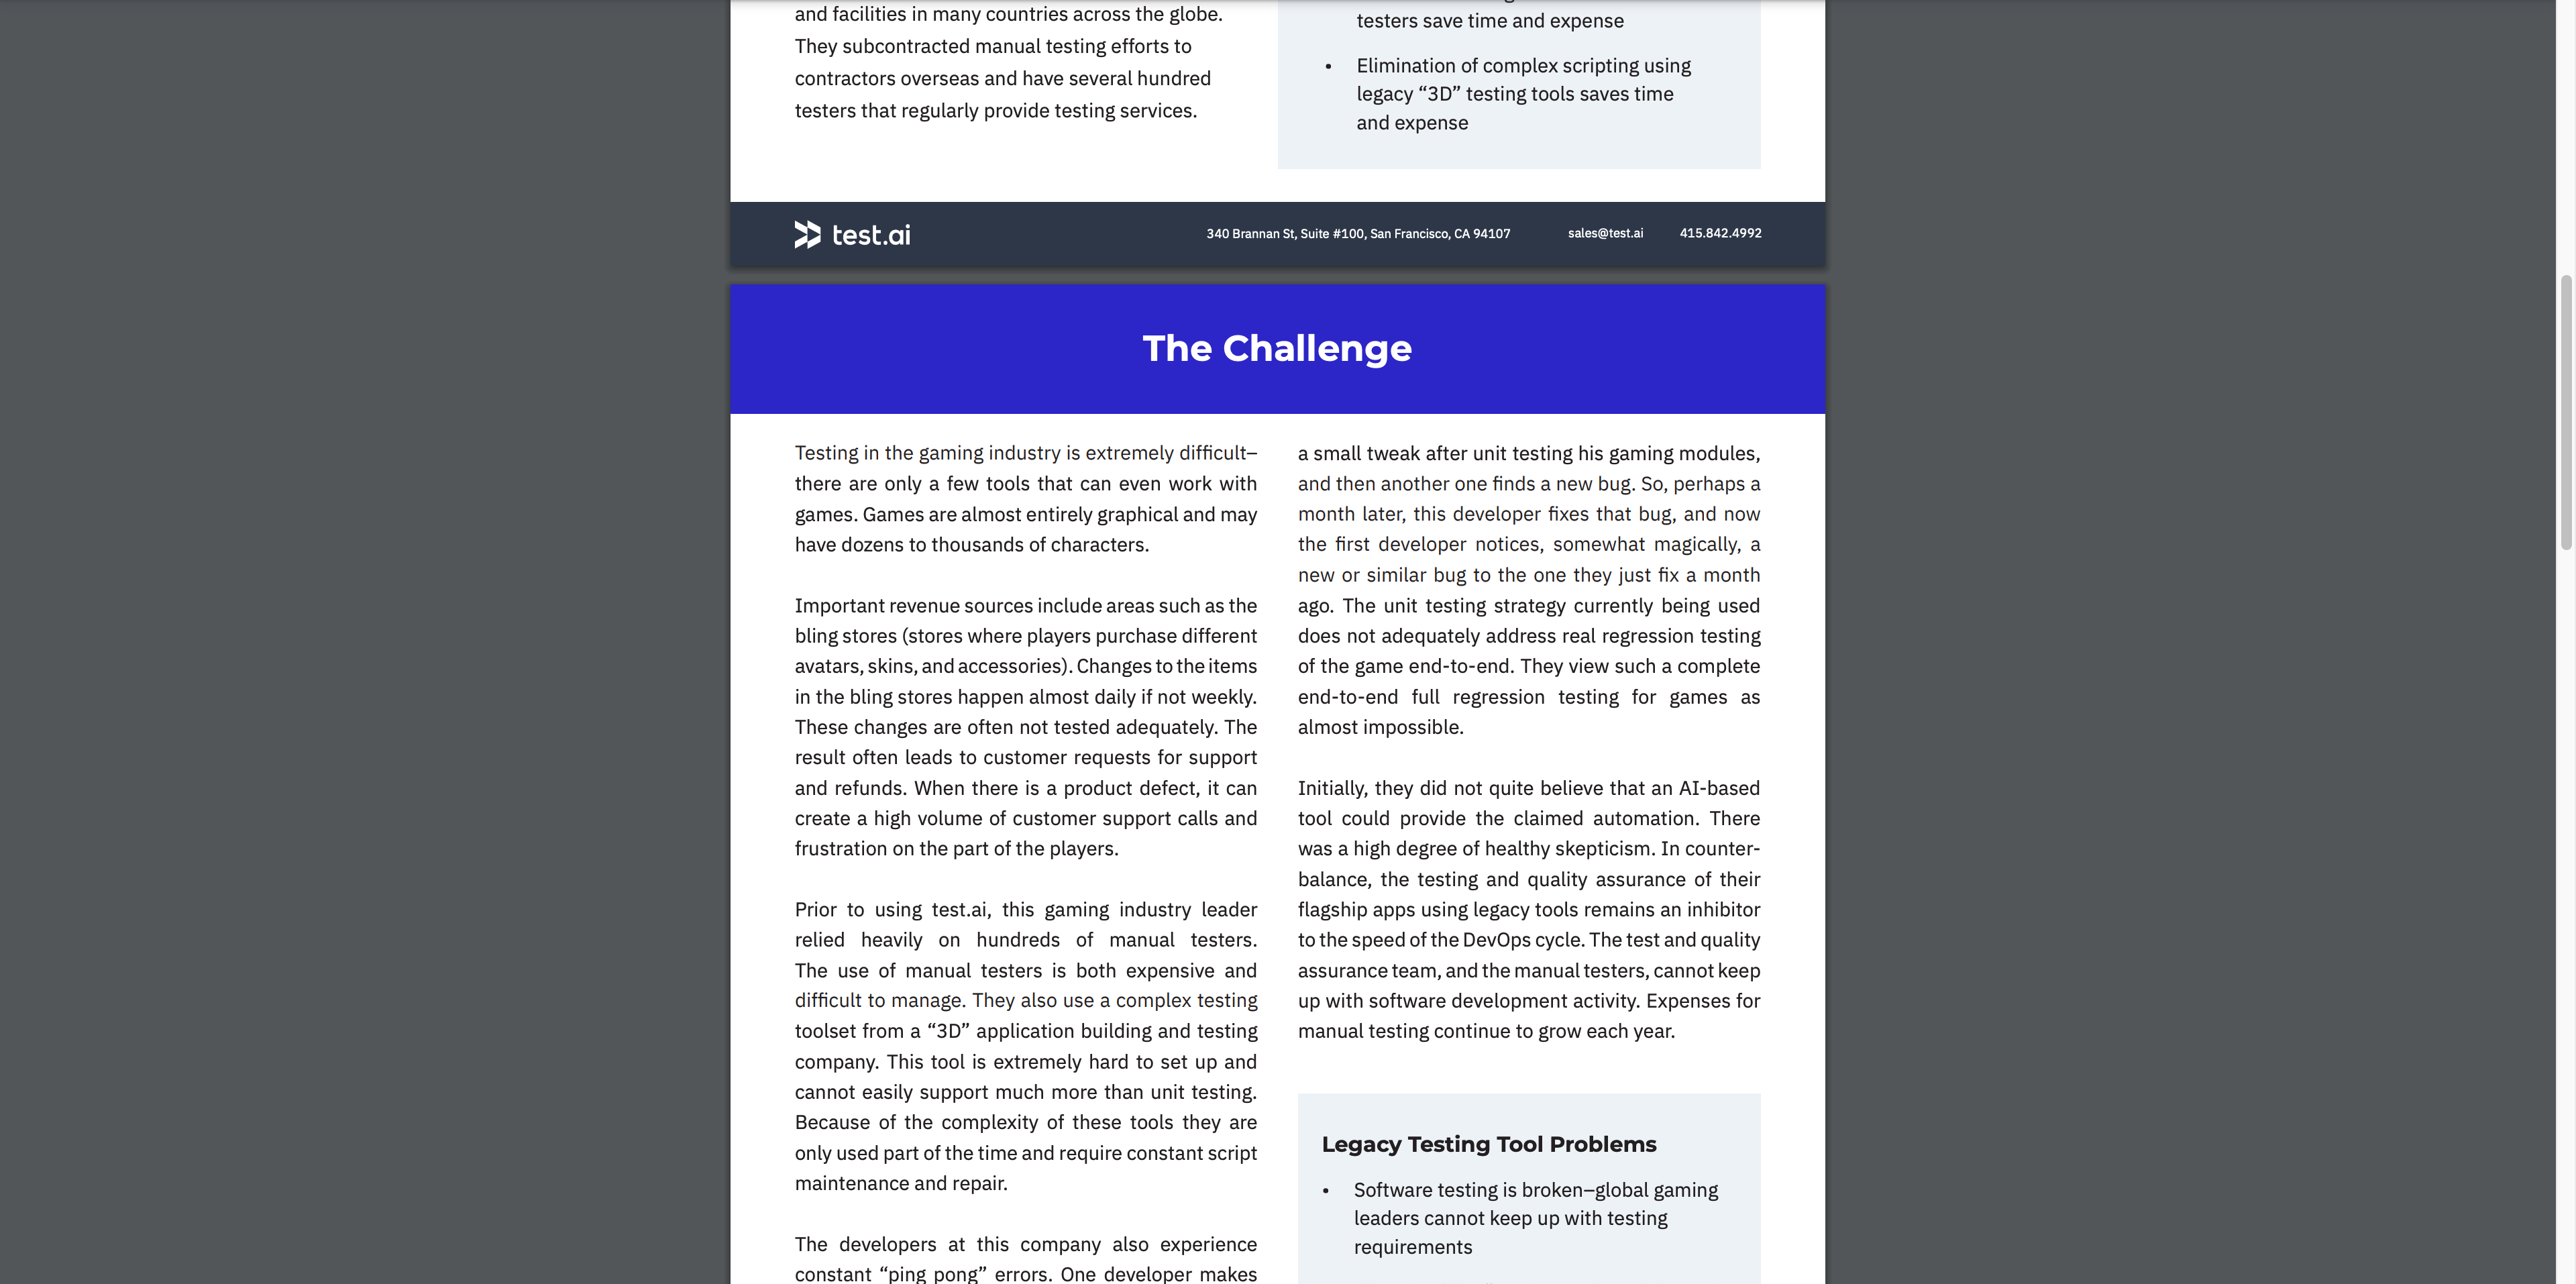 and facilities in many countries across the globe.
They subcontracted manual testing efforts to
contractors overseas and have several hundred
testers that regularly provide testing services.
testers save time and expense
• Elimination of complex scripting using
legacy “3D” testing tools saves time
and expense
test.ai
340 Brannan St, Suite #100, San Francisco, CA 94107
sales@test.ai
415.842.4992
The Challenge
Testing in the gaming industry is extremely difficult–
there are only a few tools that can even work with
games. Games are almost entirely graphical and may
have dozens to thousands of characters.
Important revenue sources include areas such as the
bling stores (stores where players purchase different
avatars, skins, and accessories). Changes to the items
in the bling stores happen almost daily if not weekly.
These changes are often not tested adequately. The
result often leads to customer requests for support
and refunds. When there is a product defect, it can
create a high volume of customer support calls and
frustration on the part of the players.
Prior to using test.ai, this gaming industry leader
relied heavily on hundreds of manual testers.
The use of manual testers is both expensive and
difficult to manage. They also use a complex testing
toolset from a “3D” application building and testing
company. This tool is extremely hard to set up and
cannot easily support much more than unit testing.
Because of the complexity of these tools they are
only used part of the time and require constant script
maintenance and repair.
The developers at this company also experience
constant “ping pong” errors. One developer makes
a small tweak after unit testing his gaming modules,
and then another one finds a new bug. So, perhaps a
month later, this developer fixes that bug, and now
the first developer notices, somewhat magically, a
new or similar bug to the one they just fix a month
ago. The unit testing strategy currently being used
does not adequately address real regression testing
of the game end-to-end. They view such a complete
end-to-end full regression testing for games as
almost impossible.
Initially, they did not quite believe that an AI-based
tool could provide the claimed automation. There
was a high degree of healthy skepticism. In counter-
balance, the testing and quality assurance of their
flagship apps using legacy tools remains an inhibitor
to the speed of the DevOps cycle. The test and quality
assurance team, and the manual testers, cannot keep
up with software development activity. Expenses for
manual testing continue to grow each year.
Legacy Testing Tool Problems
• Software testing is broken–global gaming
leaders cannot keep up with testing
requirements